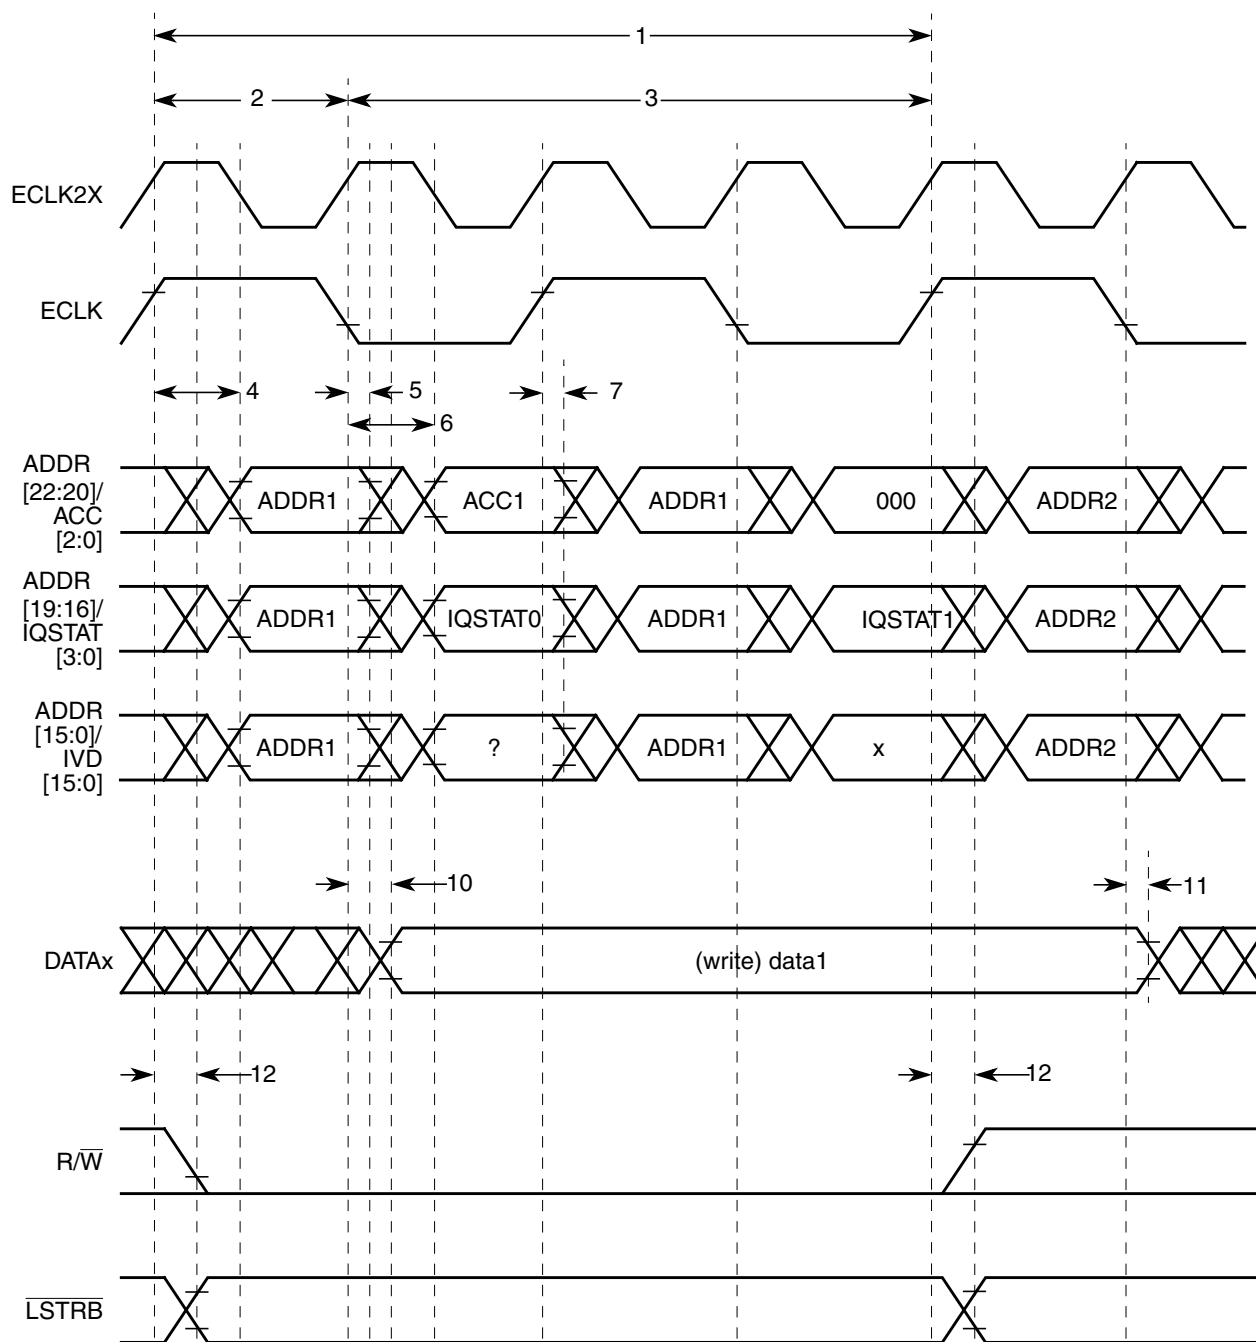 1
2 3
ECLK2X
ECLK
4 5 7
6
ADDR
[22:20]/
ACC
[2:0]
ADDR1 ACC1 ADDR1 000 ADDR2
ADDR
[19:16]/
IQSTAT
[3:0]
ADDR1 IQSTAT0 ADDR1 IQSTAT1 ADDR2
ADDR
[15:0]/
IVD
[15:0]
ADDR1 ? ADDR1 x ADDR2
10 11
DATAx (write) data1
12 12
R/W̅
L̅S̅T̅R̅B̅